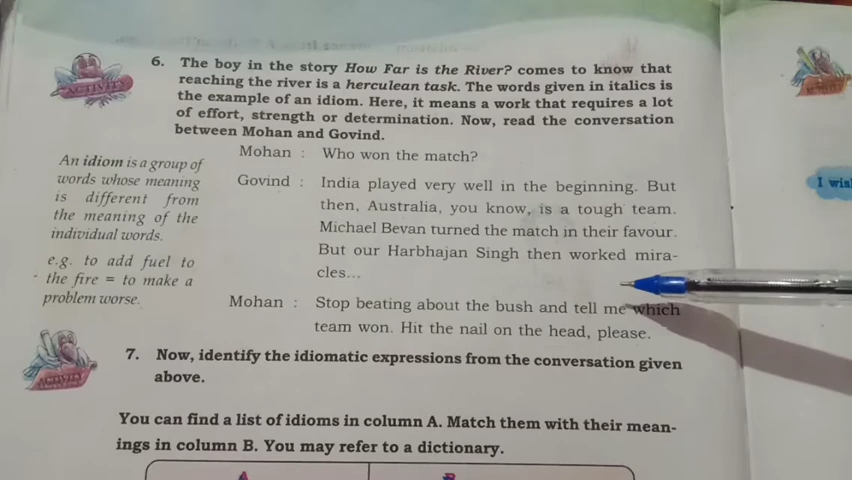 6. The boy in the story How Far is the River? comes to know that
reaching the river is a herculean task. The words given in italics is
the example of an idiom. Here, it means a work that requires a lot
of effort, strength or determination. Now, read the conversation
between Mohan and Govind.
ACTIVITY
An idiom is a group of
words whose meaning
is different from
the meaning of the
individual words.
e.g. to add fuel to
the fire = to make a
problem worse.
Mohan : Who won the match?
Govind : India played very well in the beginning. But
then, Australia, you know, is a tough team.
Michael Bevan turned the match in their favour.
But our Harbhajan Singh then worked mira-
cles...
Mohan : Stop beating about the bush and tell me which
team won. Hit the nail on the head, please.
ACTIVITY
7. Now, identify the idiomatic expressions from the conversation given
above.
You can find a list of idioms in column A. Match them with their mean-
ings in column B. You may refer to a dictionary.
A B
I wis